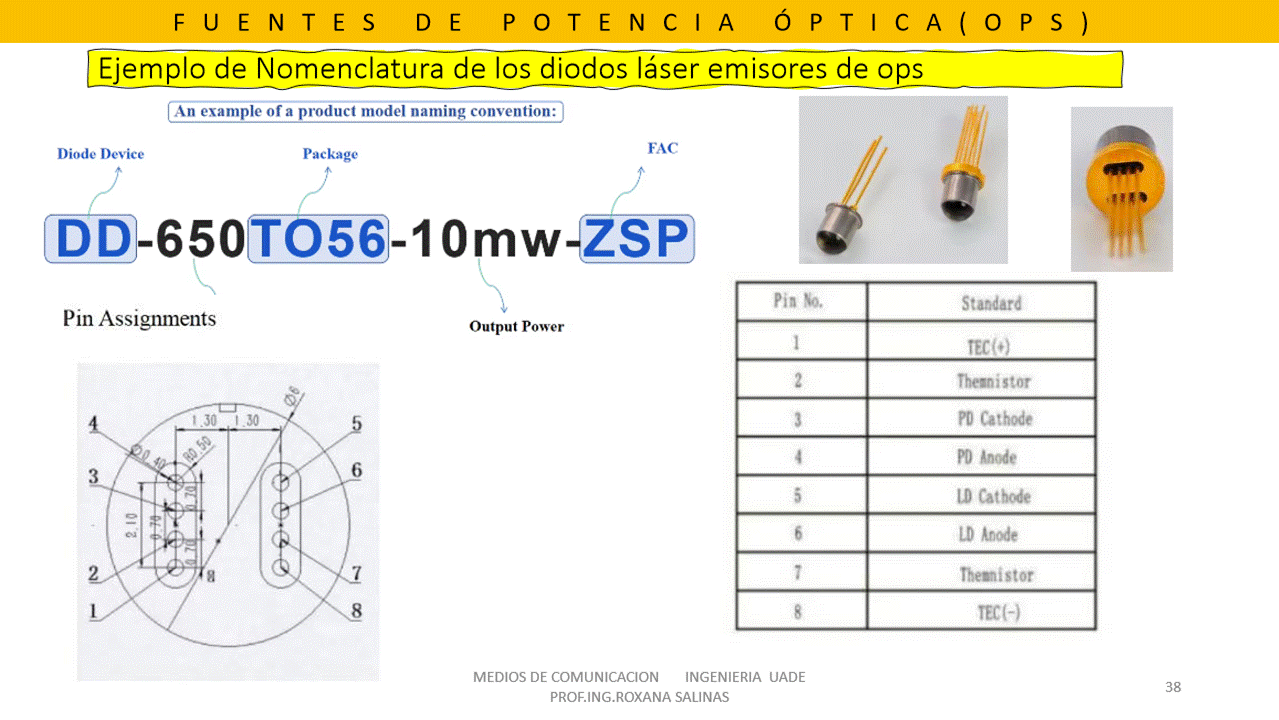 FUENTES DE POTENCIA ÓPTICA(OPS)
Ejemplo de Nomenclatura de los diodos láser emisores de ops
An example of a product model naming convention:
Diode Device
Package
FAC
DD-650TO56-10mw-ZSP
Pin Assignments
Output Power
Pin No. Standard
1 TEC(+)
2 Themnistor
3 PD Cathode
4 PD Anode
5 LD Cathode
6 LD Anode
7 Themnistor
8 TEC(-)
Ø6
1.30 1.30
4 5
Ø0.40 R0.50
3 6
0.70
2.10 0.70
0.70
2 8 7
1 8
MEDIOS DE COMUNICACION INGENIERIA UADE
PROF.ING.ROXANA SALINAS
38